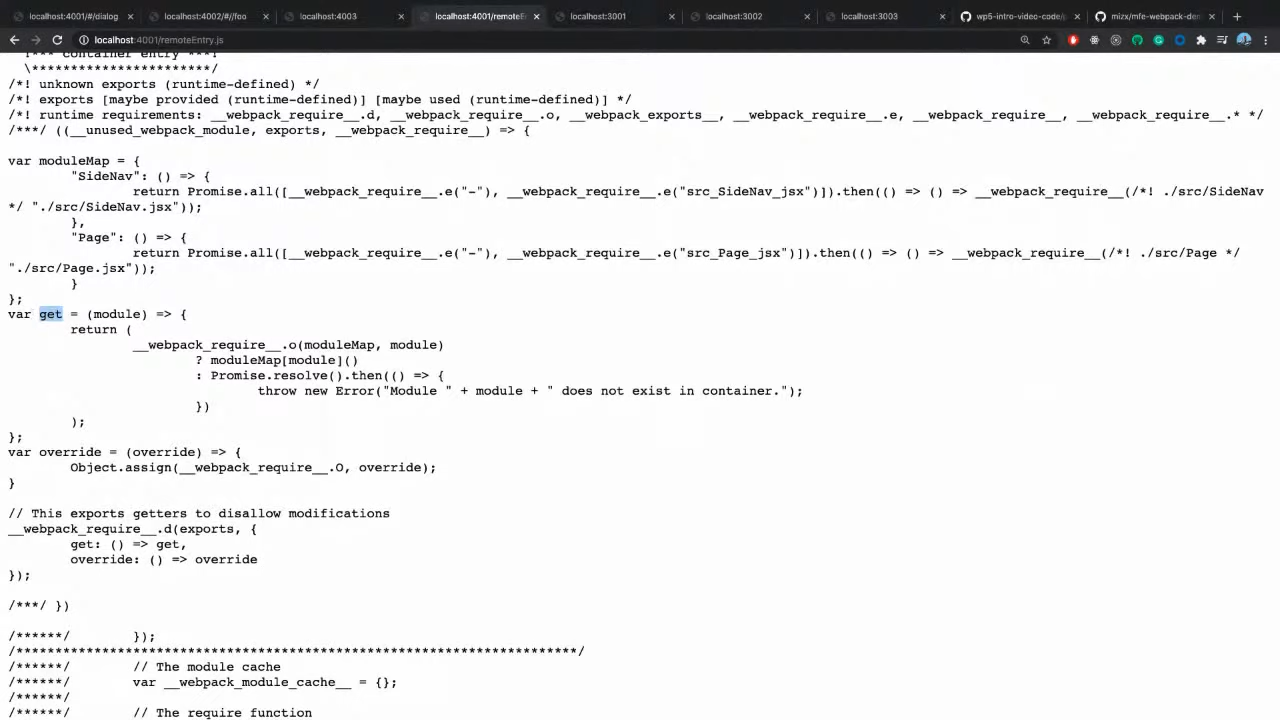 localhost:4001/#/dialog
localhost:4002/#//foo
localhost:4003
localhost:4001/remoteEn
localhost:3001
localhost:3002
localhost:3003
wp5-intro-video-code/
mizx/mfe-webpack-den
localhost:4001/remoteEntry.js
!*** container entry ***!
\***********************/
/*! unknown exports (runtime-defined) */
/*! exports [maybe provided (runtime-defined)] [maybe used (runtime-defined)] */
/*! runtime requirements: __webpack_require__.d, __webpack_require__.o, __webpack_exports__, __webpack_require__.e, __webpack_require__, __webpack_require__.* */
/***/ ((__unused_webpack_module, exports, __webpack_require__) => {
var moduleMap = {
"SideNav": () => {
return Promise.all([__webpack_require__.e("-"), __webpack_require__.e("src_SideNav_jsx")]).then(() => () => __webpack_require__(/*! ./src/SideNav
*/ "./src/SideNav.jsx"));
},
"Page": () => {
return Promise.all([__webpack_require__.e("-"), __webpack_require__.e("src_Page_jsx")]).then(() => () => __webpack_require__(/*! ./src/Page */
"./src/Page.jsx"));
}
};
var get = (module) => {
return (
__webpack_require__.o(moduleMap, module)
? moduleMap[module]()
: Promise.resolve().then(() => {
throw new Error("Module " + module + " does not exist in container.");
})
);
};
var override = (override) => {
Object.assign(__webpack_require__.O, override);
}
// This exports getters to disallow modifications
__webpack_require__.d(exports, {
get: () => get,
override: () => override
});
/***/ })
/******/ });
/************************************************************************/
/******/ // The module cache
/******/ var __webpack_module_cache__ = {};
/******/
/******/ // The require function